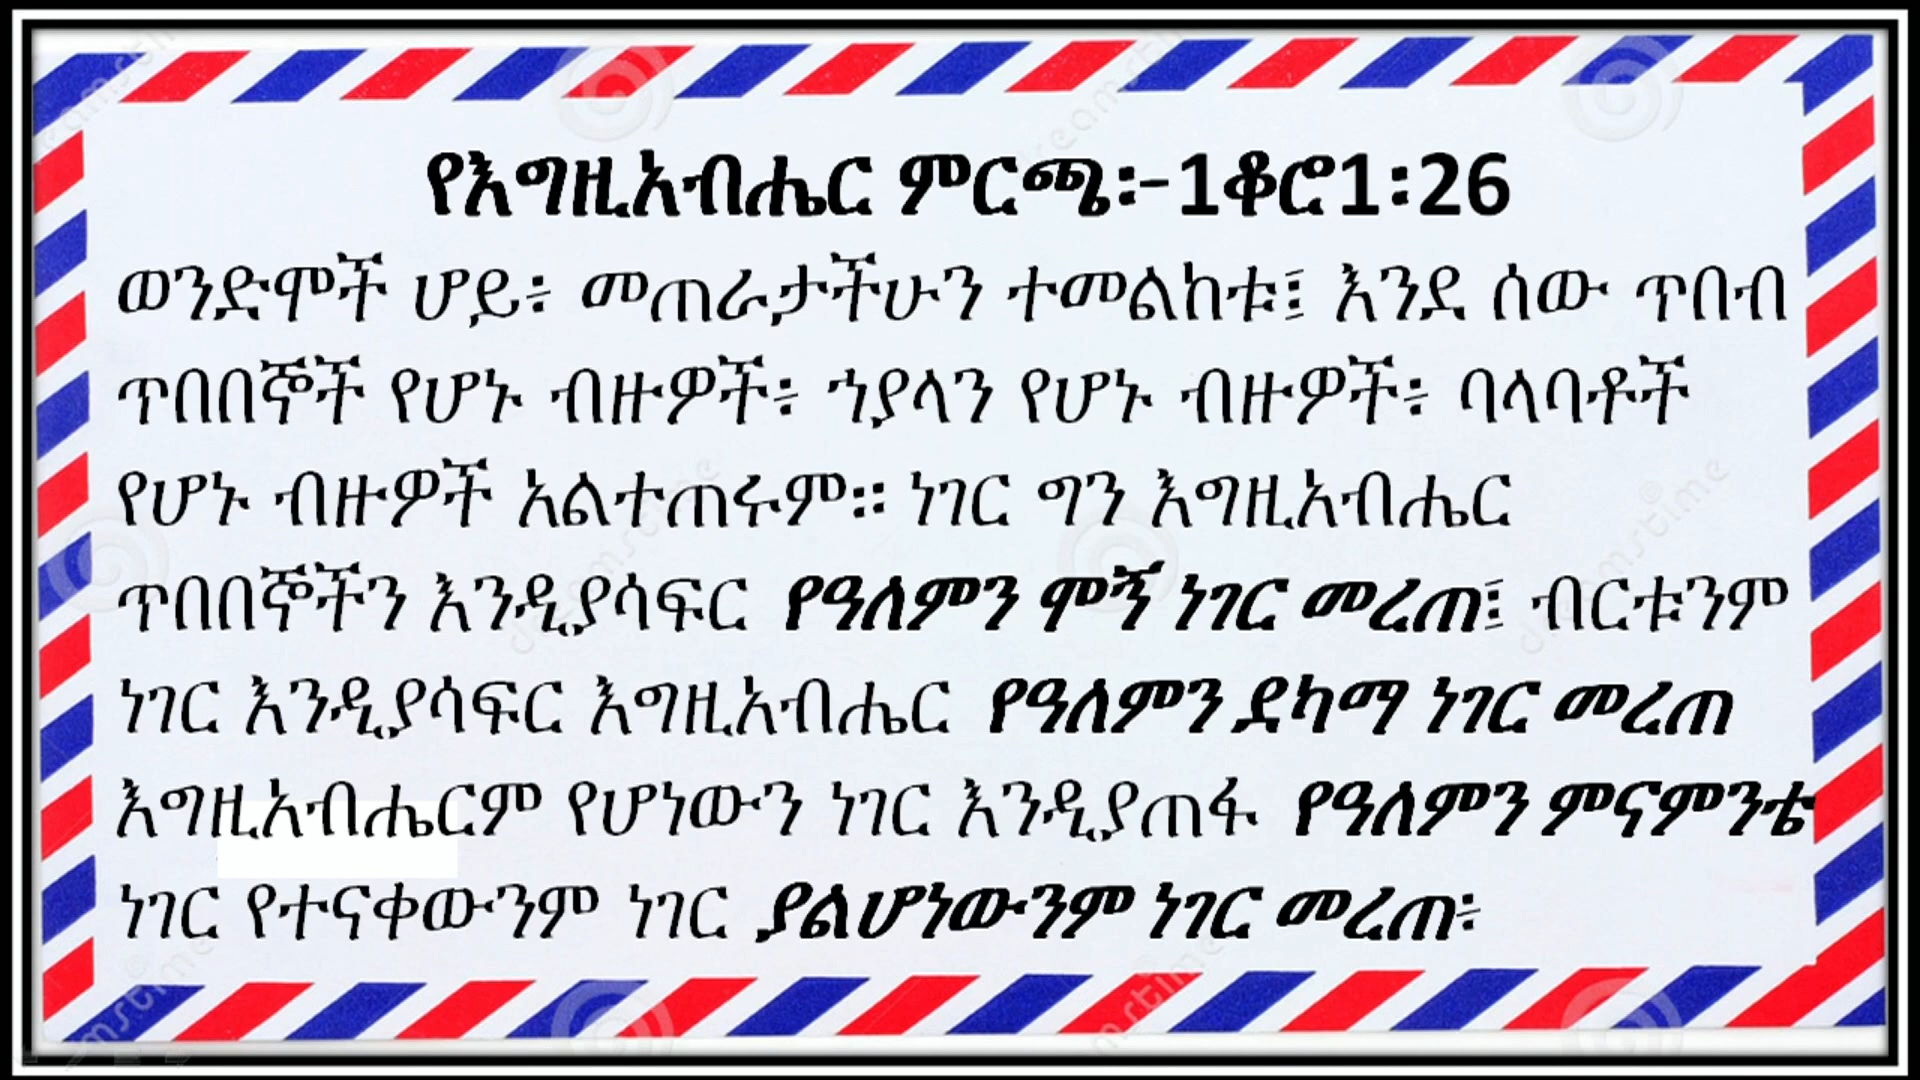 የእግዚአብሔር ምርጫ፡-1ቆሮ1፡26
ወንድሞች ሆይ፥ መጠራታችሁን ተመልከቱ፤ እንደ ሰው ጥበብ
ጥበበኞች የሆኑ ብዙዎች፥ ኀያላን የሆኑ ብዙዎች፥ ባላባቶች
የሆኑ ብዙዎች አልተጠሩም። ነገር ግን እግዚአብሔር
ጥበበኞችን እንዲያሳፍር የዓለምን ሞኝ ነገር መረጠ፤ ብርቱንም
ነገር እንዲያሳፍር እግዚአብሔር የዓለምን ደካማ ነገር መረጠ
እግዚአብሔርም የሆነውን ነገር እንዲያጠፋ የዓለምን ምናምንቴ
ነገር የተናቀውንም ነገር ያልሆነውንም ነገር መረጠ፥